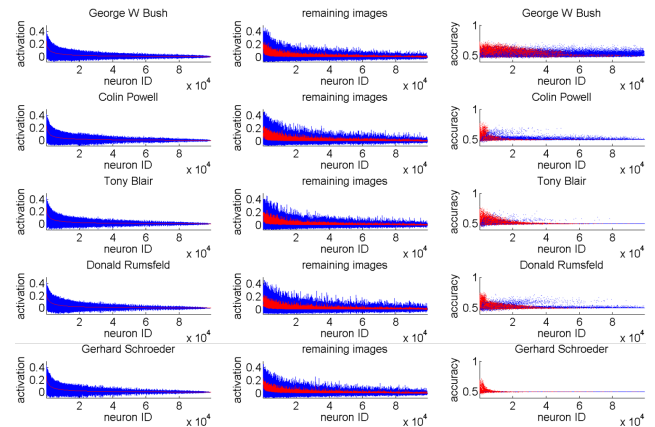 George W Bush
remaining images
George W Bush
activation
0.4
0.2
0
2 4 6 8
neuron ID
x 10^4
activation
0.4
0.2
0
2 4 6 8
neuron ID
x 10^4
accuracy
1
0.5
2 4 6 8
neuron ID
x 10^4
Colin Powell
remaining images
Colin Powell
activation
0.4
0.2
0
2 4 6 8
neuron ID
x 10^4
activation
0.4
0.2
0
2 4 6 8
neuron ID
x 10^4
accuracy
1
0.5
2 4 6 8
neuron ID
x 10^4
Tony Blair
remaining images
Tony Blair
activation
0.4
0.2
0
2 4 6 8
neuron ID
x 10^4
activation
0.4
0.2
0
2 4 6 8
neuron ID
x 10^4
accuracy
1
0.5
2 4 6 8
neuron ID
x 10^4
Donald Rumsfeld
remaining images
Donald Rumsfeld
activation
0.4
0.2
0
2 4 6 8
neuron ID
x 10^4
activation
0.4
0.2
0
2 4 6 8
neuron ID
x 10^4
accuracy
1
0.5
2 4 6 8
neuron ID
x 10^4
Gerhard Schroeder
remaining images
Gerhard Schroeder
activation
0.4
0.2
0
2 4 6 8
neuron ID
x 10^4
activation
0.4
0.2
0
2 4 6 8
neuron ID
x 10^4
accuracy
1
0.5
2 4 6 8
neuron ID
x 10^4